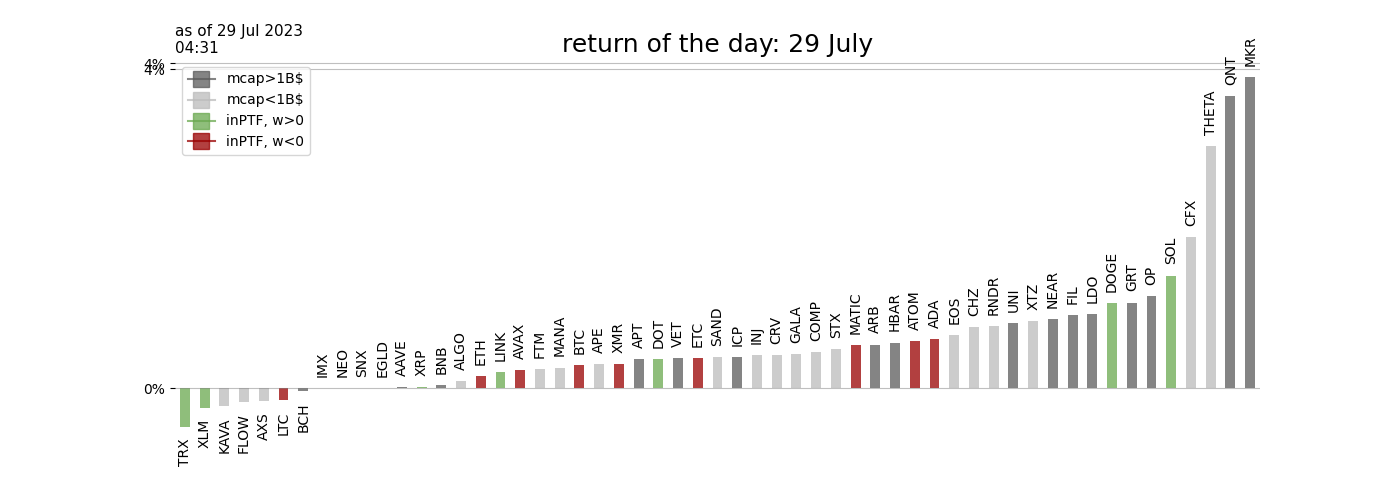 as of 29 Jul 2023
04:31
return of the day: 29 July
4%
4%
0%
mcap>1B$
mcap<1B$
inPTF, w>0
inPTF, w<0
TRX
XLM
KAVA
FLOW
AXS
LTC
BCH
IMX
NEO
SNX
EGLD
AAVE
XRP
BNB
ALGO
ETH
LINK
AVAX
FTM
MANA
BTC
APE
XMR
APT
DOT
VET
ETC
SAND
ICP
INJ
CRV
GALA
COMP
STX
MATIC
ARB
HBAR
ATOM
ADA
EOS
CHZ
RNDR
UNI
XTZ
NEAR
FIL
LDO
DOGE
GRT
OP
SOL
CFX
THETA
QNT
MKR